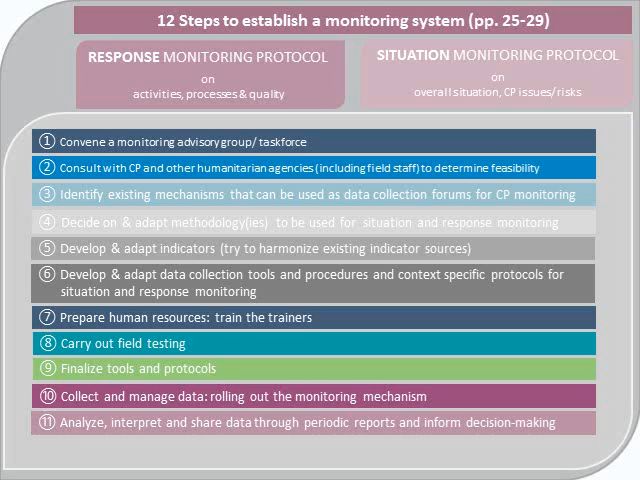 12 Steps to establish a monitoring system (pp. 25-29)
RESPONSE MONITORING PROTOCOL
on
activities, processes & quality
SITUATION MONITORING PROTOCOL
on
overall situation, CP issues/risks
① Convene a monitoring advisory group/ taskforce
② Consult with CP and other humanitarian agencies (including field staff) to determine feasibility
③ Identify existing mechanisms that can be used as data collection forums for CP monitoring
④ Decide on & adapt methodology(ies) to be used for situation and response monitoring
⑤ Develop & adapt indicators (try to harmonize existing indicator sources)
⑥ Develop & adapt data collection tools and procedures and context specific protocols for
situation and response monitoring
⑦ Prepare human resources: train the trainers
⑧ Carry out field testing
⑨ Finalize tools and protocols
⑩ Collect and manage data: rolling out the monitoring mechanism
⑪ Analyze, interpret and share data through periodic reports and inform decision-making